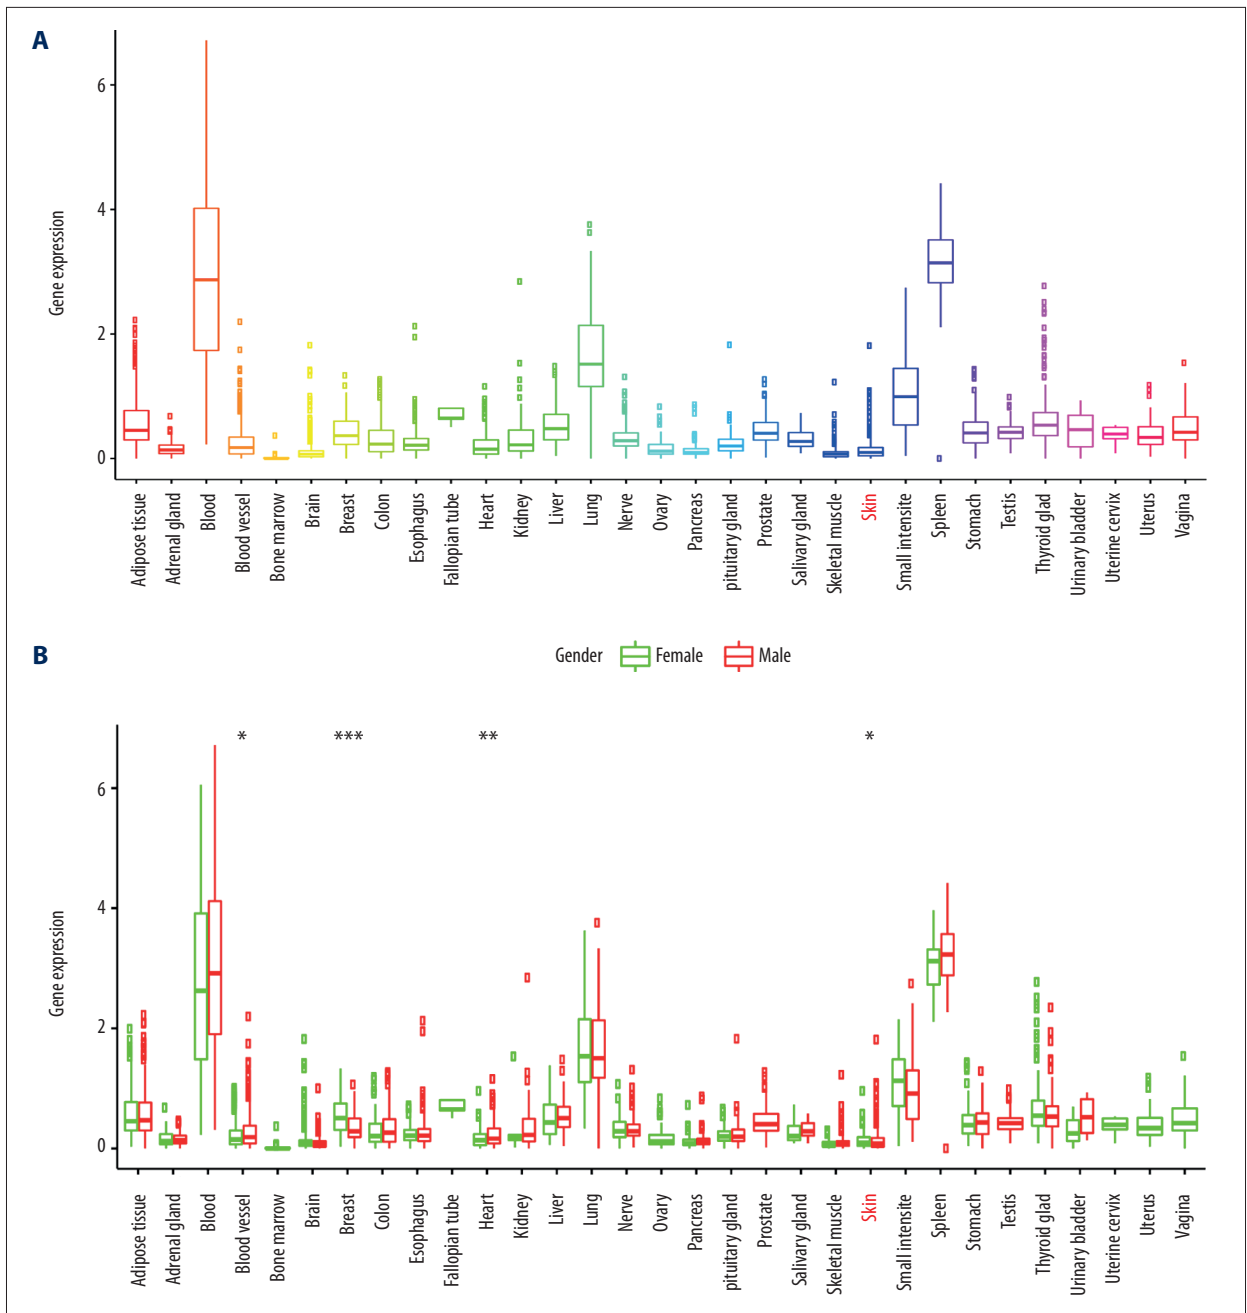 A
6
4
2
0
Gene expression
Adipose tissue
Adrenal gland
Blood
Blood vessel
Bone marrow
Brain
Breast
Colon
Esophagus
Fallopian tube
Heart
Kidney
Liver
Lung
Nerve
Ovary
Pancreas
pituitary gland
Prostate
Salivary gland
Skeletal muscle
Skin
Small intensite
Spleen
Stomach
Testis
Thyroid glad
Urinary bladder
Uterine cervix
Uterus
Vagina
B
Gender Female Male
* *** ** *
6
4
2
0
Gene expression
Adipose tissue
Adrenal gland
Blood
Blood vessel
Bone marrow
Brain
Breast
Colon
Esophagus
Fallopian tube
Heart
Kidney
Liver
Lung
Nerve
Ovary
Pancreas
pituitary gland
Prostate
Salivary gland
Skeletal muscle
Skin
Small intensite
Spleen
Stomach
Testis
Thyroid glad
Urinary bladder
Uterine cervix
Uterus
Vagina